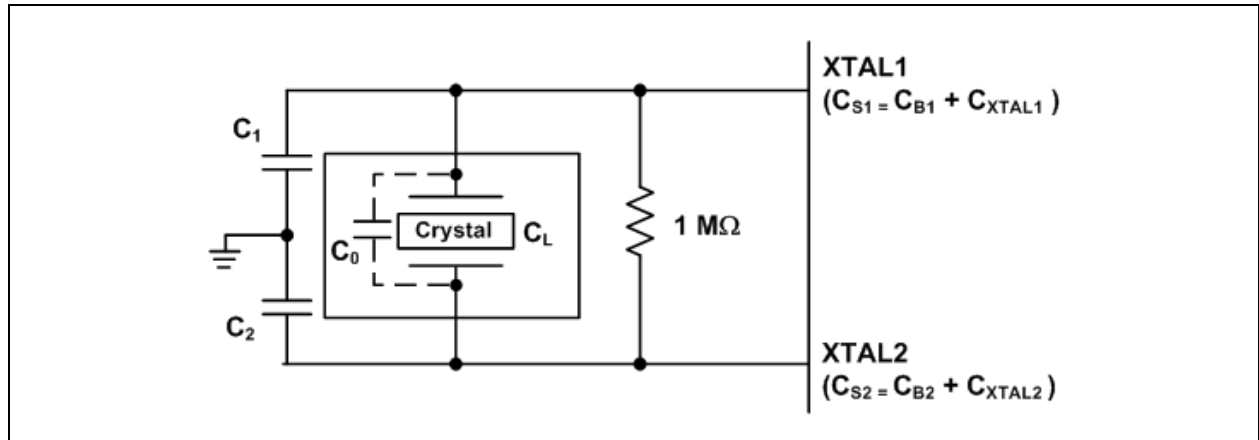 XTAL1
(CS1 = CB1 + CXTAL1 )
C1
Crystal
CL
C0
1 MΩ
C2
XTAL2
(CS2 = CB2 + CXTAL2 )